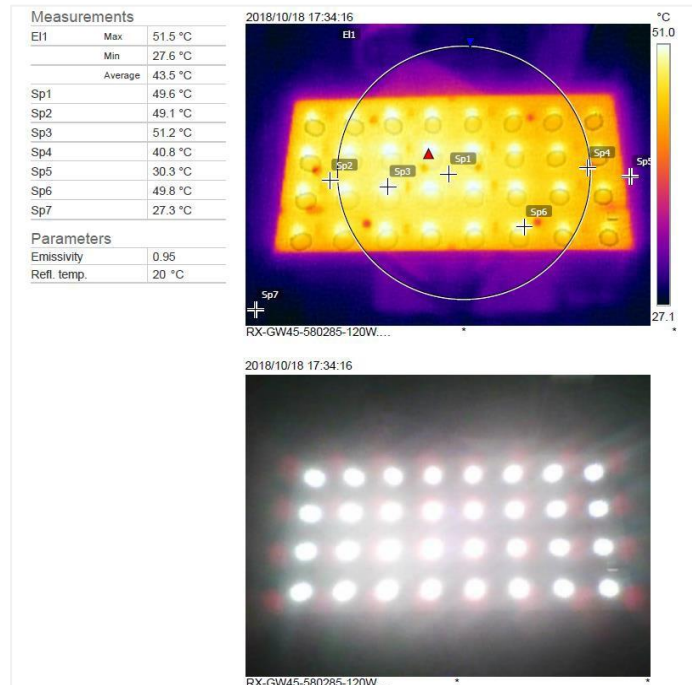 Measurements
El1 Max 51.5 °C
Min 27.6 °C
Average 43.5 °C
Sp1 49.6 °C
Sp2 49.1 °C
Sp3 51.2 °C
Sp4 40.8 °C
Sp5 30.3 °C
Sp6 49.8 °C
Sp7 27.3 °C
Parameters
Emissivity 0.95
Refl. temp. 20 °C
2018/10/18 17:34:16
°C
51.0
El1
Sp1
Sp2
Sp3
Sp4
Sp5
Sp6
Sp7
27.1
RX-GW45-580285-120W.... * *
2018/10/18 17:34:16
RX-GW45-580285-120W.... * *